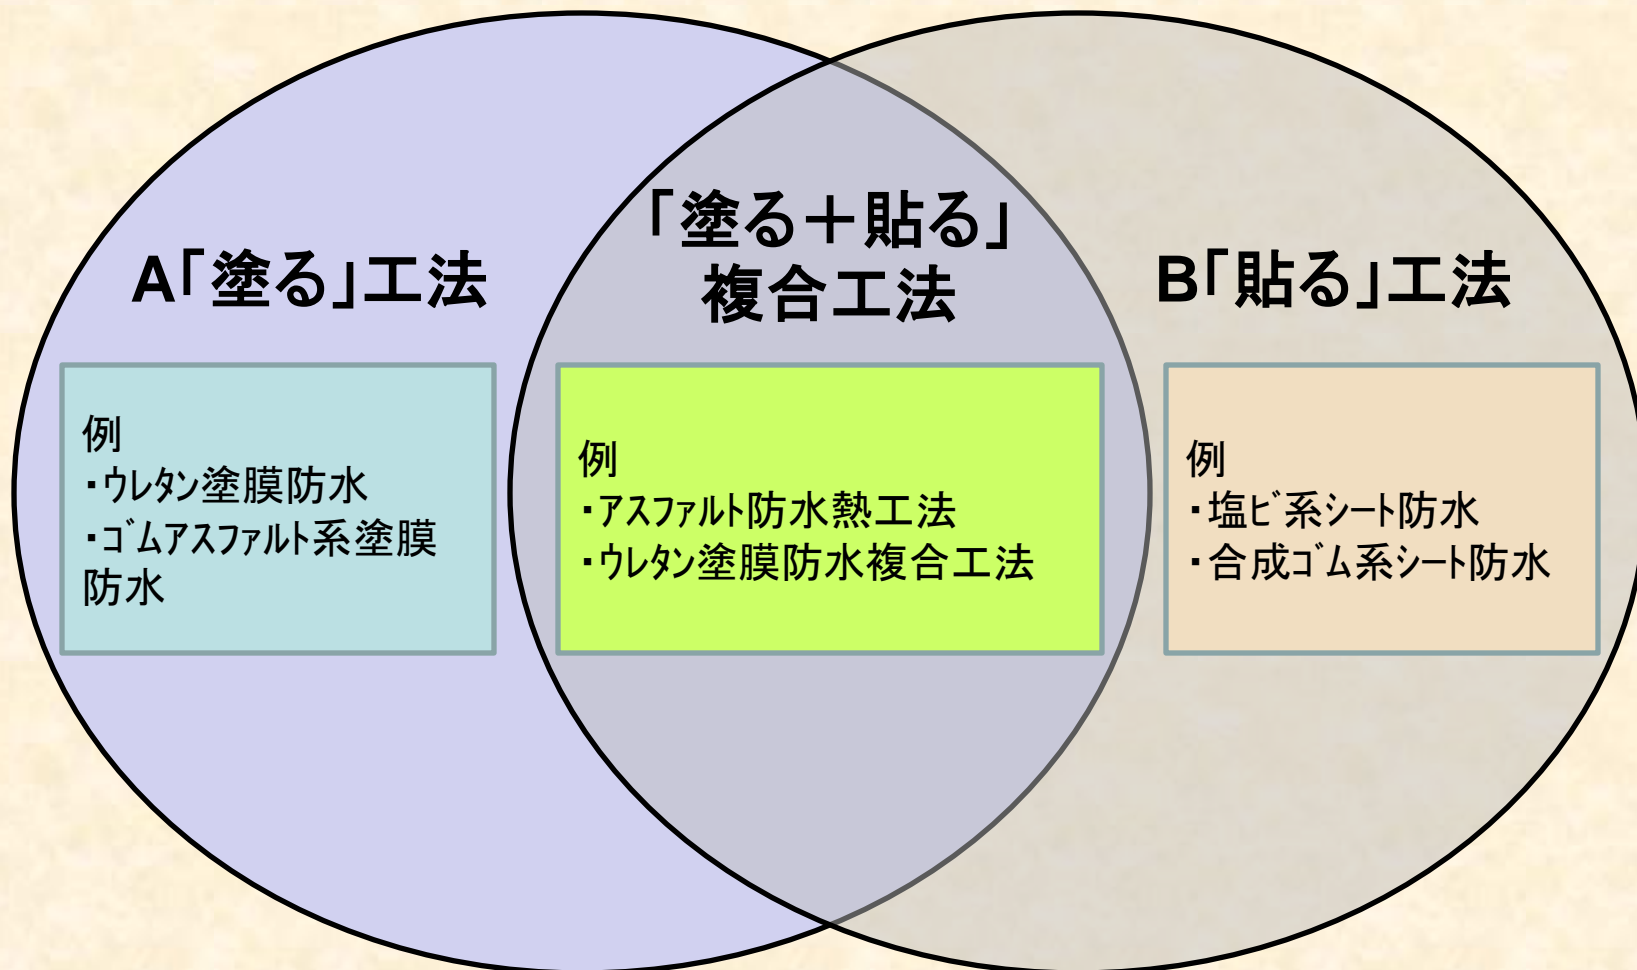 A「塗る」工法
例
・ｳﾚﾀﾝ塗膜防水
・ｺﾞﾑｱｽﾌｧﾙﾄ系塗膜
防水
「塗る＋貼る」
複合工法
例
・ｱｽﾌｧﾙﾄ防水熱工法
・ｳﾚﾀﾝ塗膜防水複合工法
B「貼る」工法
例
・塩ﾋﾞ系ｼｰﾄ防水
・合成ｺﾞﾑ系ｼｰﾄ防水